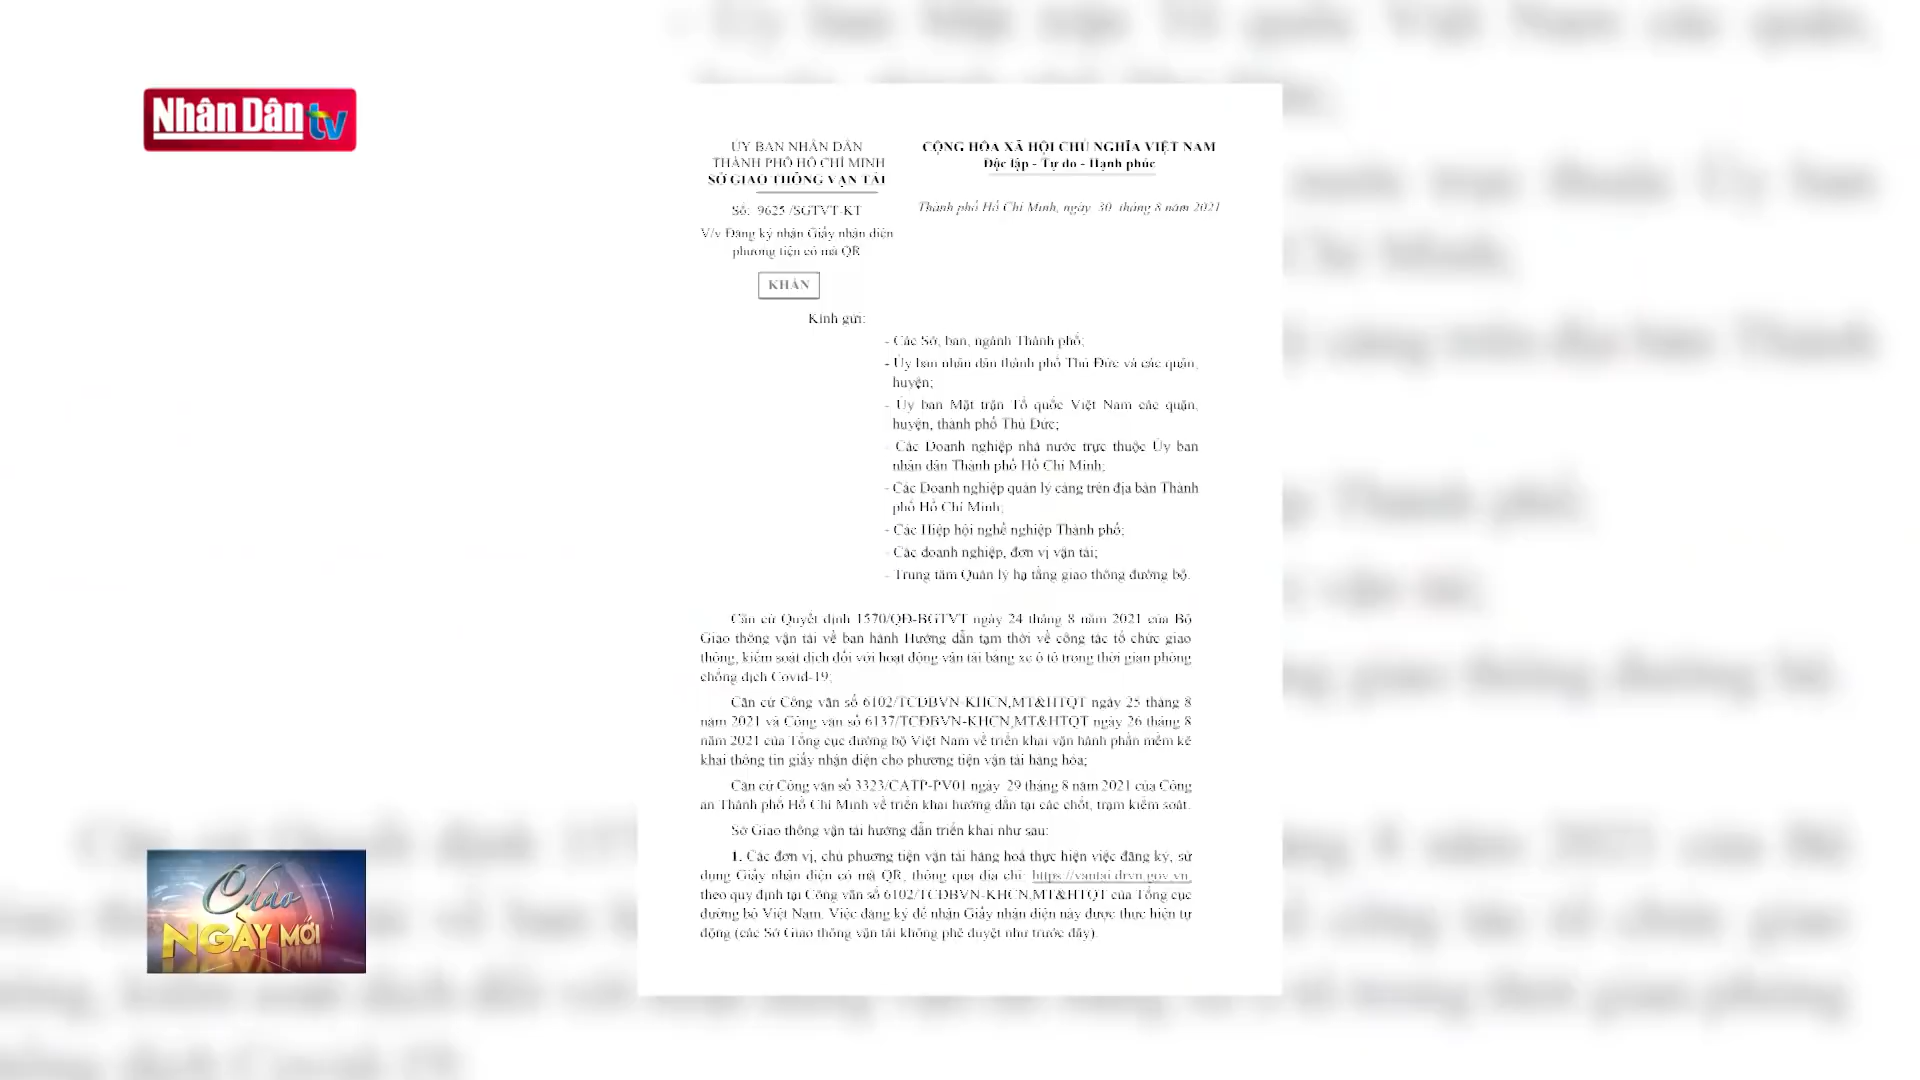 Nhân Dân tv
ỦY BAN NHÂN DÂN
THÀNH PHỐ HỒ CHÍ MINH
SỞ GIAO THÔNG VẬN TẢI
Số: 9625 /SGTVT-KT
V/v Đăng ký nhận Giấy nhận diện
phương tiện có mã QR
KHẨN
CỘNG HÒA XÃ HỘI CHỦ NGHĨA VIỆT NAM
Độc lập - Tự do - Hạnh phúc
Thành phố Hồ Chí Minh, ngày 30 tháng 8 năm 2021
Kính gửi:
- Các Sở, ban, ngành Thành phố;
- Ủy ban nhân dân thành phố Thủ Đức và các quận,
huyện;
- Ủy ban Mặt trận Tổ quốc Việt Nam các quận,
huyện, thành phố Thủ Đức;
- Các Doanh nghiệp nhà nước trực thuộc Ủy ban
nhân dân Thành phố Hồ Chí Minh;
- Các Doanh nghiệp quản lý cảng trên địa bàn Thành
phố Hồ Chí Minh;
- Các Hiệp hội nghề nghiệp Thành phố;
- Các doanh nghiệp, đơn vị vận tải;
- Trung tâm Quản lý hạ tầng giao thông đường bộ.
Căn cứ Quyết định 1570/QĐ-BGTVT ngày 24 tháng 8 năm 2021 của Bộ
Giao thông vận tải về ban hành Hướng dẫn tạm thời về công tác tổ chức giao
thông, kiểm soát dịch đối với hoạt động vận tải bằng xe ô tô trong thời gian phòng
chống dịch Covid-19;
Căn cứ Công văn số 6102/TCĐBVN-KHCN,MT&HTQT ngày 25 tháng 8
năm 2021 và Công văn số 6137/TCĐBVN-KHCN,MT&HTQT ngày 26 tháng 8
năm 2021 của Tổng cục đường bộ Việt Nam về triển khai vận hành phần mềm kê
khai thông tin giấy nhận diện cho phương tiện vận tải hàng hóa;
Căn cứ Công văn số 3323/CATP-PV01 ngày 29 tháng 8 năm 2021 của Công
an Thành phố Hồ Chí Minh về triển khai hướng dẫn tại các chốt, trạm kiểm soát.
Sở Giao thông vận tải hướng dẫn triển khai như sau:
1. Các đơn vị, chủ phương tiện vận tải hàng hoá thực hiện việc đăng ký, sử
dụng Giấy nhận diện có mã QR, thông qua địa chỉ: https://vantai.drvn.gov.vn,
theo quy định tại Công văn số 6102/TCĐBVN-KHCN,MT&HTQT của Tổng cục
đường bộ Việt Nam. Việc đăng ký để nhận Giấy nhận diện này được thực hiện tự
động (các Sở Giao thông vận tải không phê duyệt như trước đây).
Chào
NGÀY MỚI